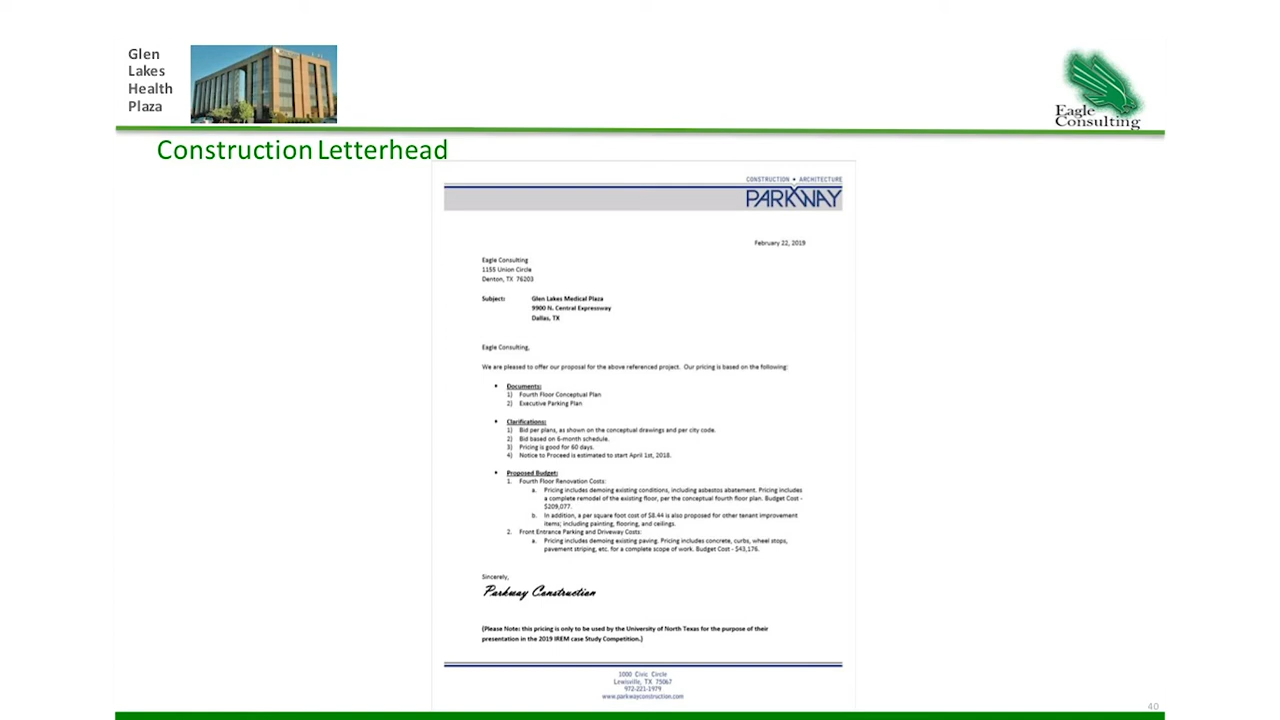 Glen
Lakes
Health
Plaza
Eagle
Consulting
Construction Letterhead
CONSTRUCTION • ARCHITECTURE
PARKWAY
February 22, 2019
Eagle Consulting
1155 Union Circle
Denton, TX 76203
Subject: Glen Lakes Medical Plaza
9900 N. Central Expressway
Dallas, TX
Eagle Consulting,
We are pleased to offer our proposal for the above referenced project. Our pricing is based on the following:
• Documents:
1) Fourth Floor Conceptual Plan
2) Executive Parking Plan
• Clarifications:
1) Bid per plans, as shown on the conceptual drawings and per city code.
2) Bid based on 6-month schedule.
3) Pricing is good for 60 days.
4) Notice to Proceed is estimated to start April 1st, 2018.
• Proposed Budget:
1. Fourth Floor Renovation Costs:
a. Pricing includes demoing existing conditions, including asbestos abatement. Pricing includes
a complete remodel of the existing floor, per the conceptual fourth floor plan. Budget Cost -
$209,077.
b. In addition, a per square foot cost of $8.44 is also proposed for other tenant improvement
items; including painting, flooring, and ceilings.
2. Front Entrance Parking and Driveway Costs:
a. Pricing includes demoing existing paving. Pricing includes concrete, curbs, wheel stops,
pavement striping, etc. for a complete scope of work. Budget Cost - $43,176.
Sincerely,
Parkway Construction
(Please Note: this pricing is only to be used by the University of North Texas for the purpose of their
presentation in the 2019 IREM case Study Competition.)
1000 Civic Circle
Lewisville, TX 75067
972-221-1979
www.parkwayconstruction.com
40